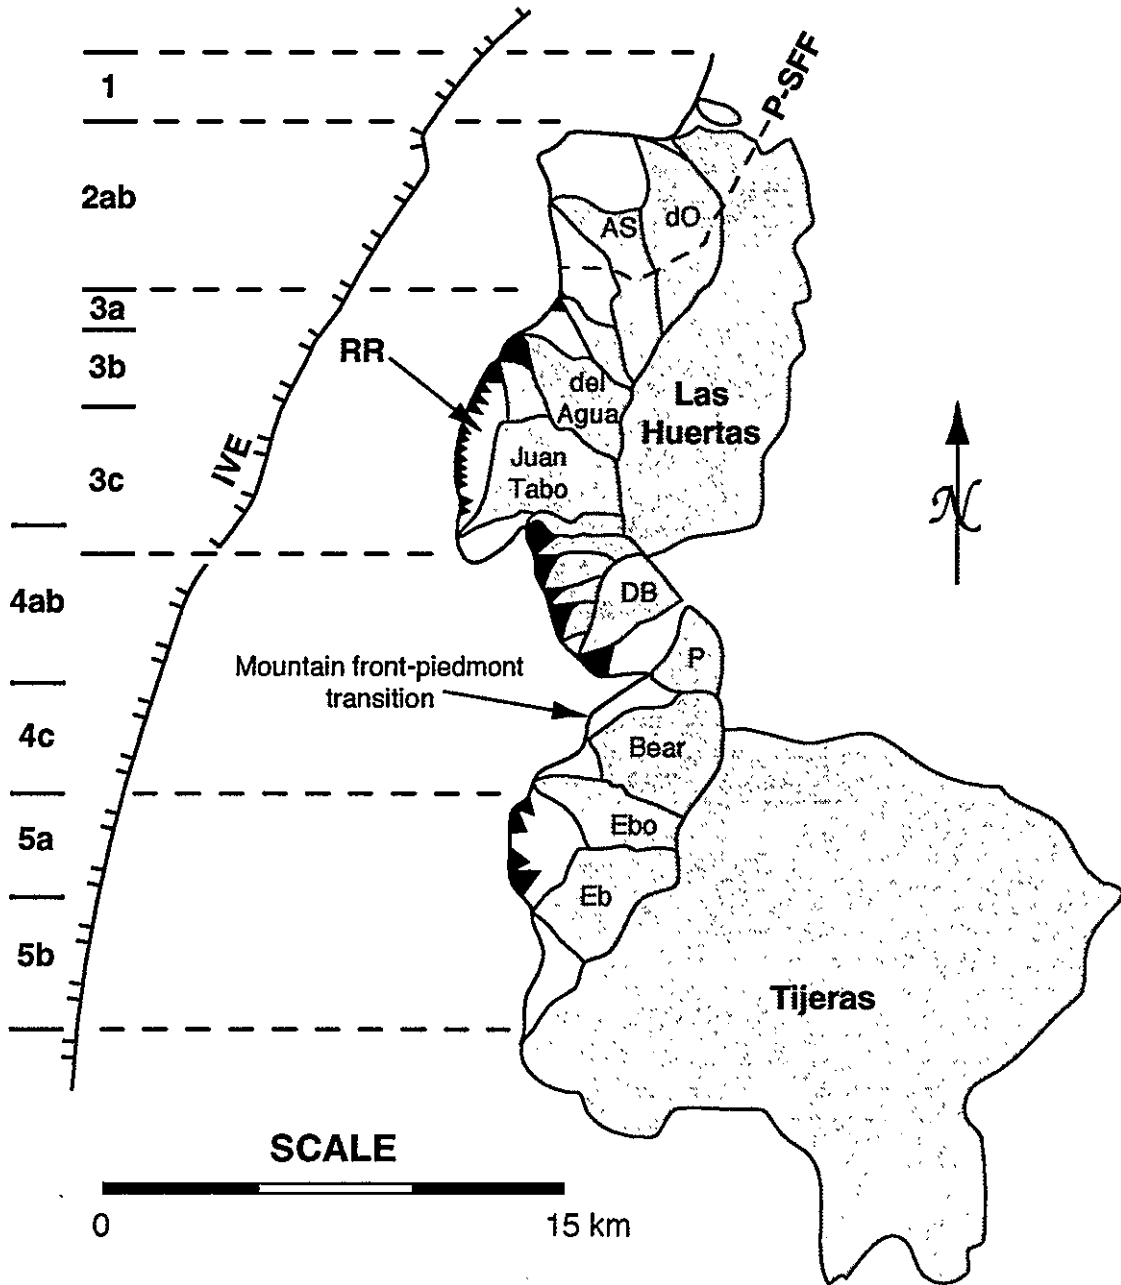 1
P-SFF
2ab
AS
dO
3a
RR
3b
del
Agua
Las
Huertas
IVE
Juan
Tabo
3c
N
4ab
DB
P
Mountain front-piedmont
transition
4c
Bear
5a
Ebo
Eb
5b
Tijeras
SCALE
0
15 km